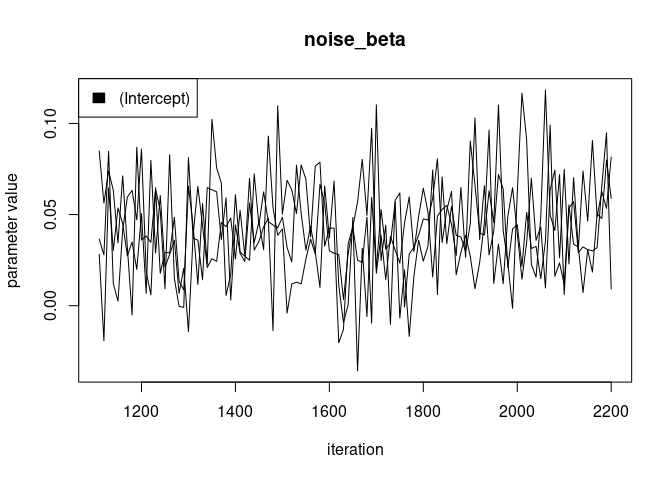 noise_beta
(Intercept)
parameter value
0.10
0.05
0.00
1200 1400 1600 1800 2000 2200
iteration